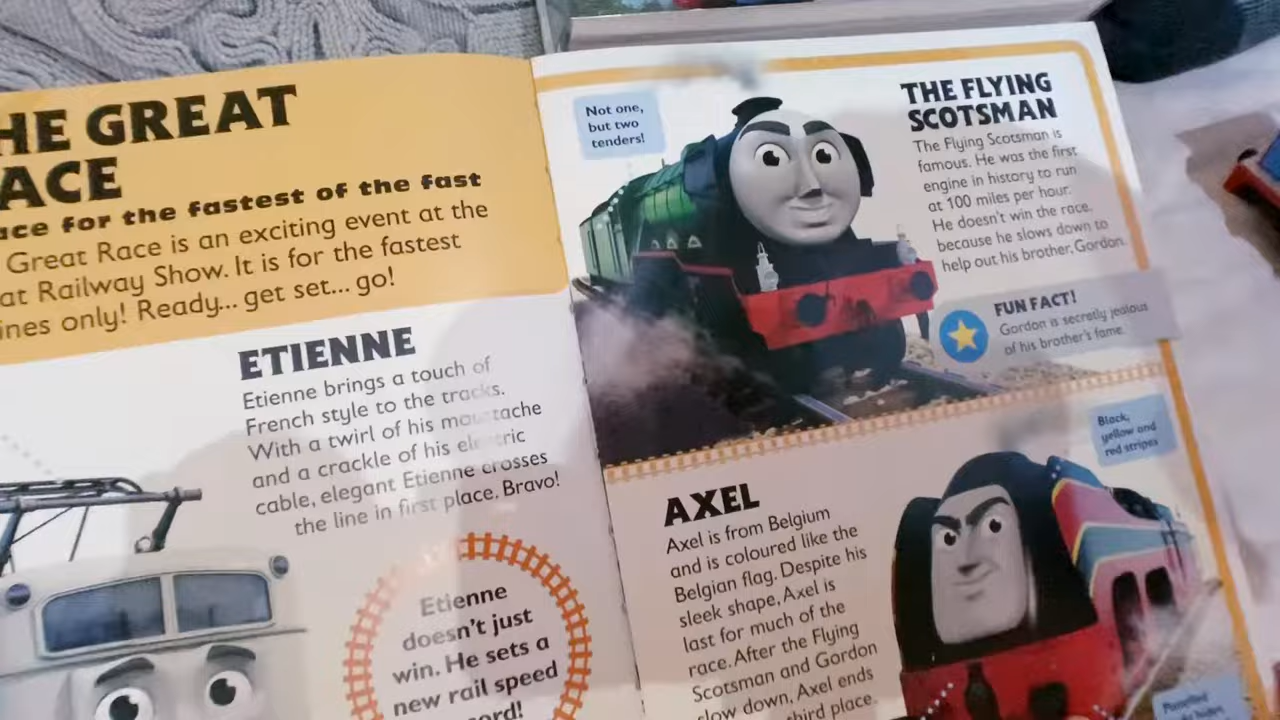 HE GREAT
ACE
ace for the fastest of the fast
Great Race is an exciting event at the
at Railway Show. It is for the fastest
ines only! Ready... get set... go!
ETIENNE
Etienne brings a touch of
French style to the tracks.
With a twirl of his moustache
and a crackle of his electric
cable, elegant Etienne crosses
the line in first place. Bravo!
Etienne
doesn't just
win. He sets a
new rail speed
ord!
Not one,
but two
tenders!
THE FLYING
SCOTSMAN
The Flying Scotsman is
famous. He was the first
engine in history to run
at 100 miles per hour.
He doesn't win the race,
because he slows down to
help out his brother, Gordon.
FUN FACT!
Gordon is secretly jealous
of his brother's fame.
Black,
yellow and
red stripes
AXEL
Axel is from Belgium
and is coloured like the
Belgian flag. Despite his
sleek shape, Axel is
last for much of the
race. After the Flying
Scotsman and Gordon
slow down, Axel ends
third place.